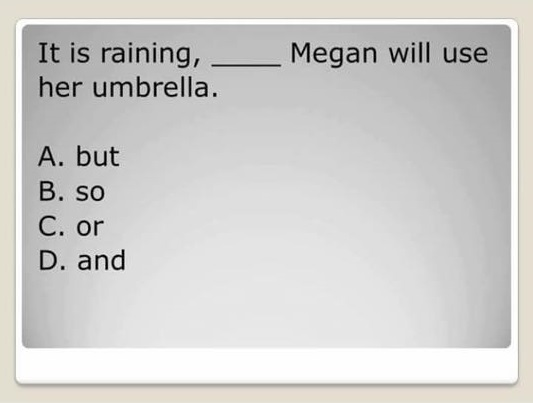 It is raining, ____ Megan will use
her umbrella.
A. but
B. so
C. or
D. and